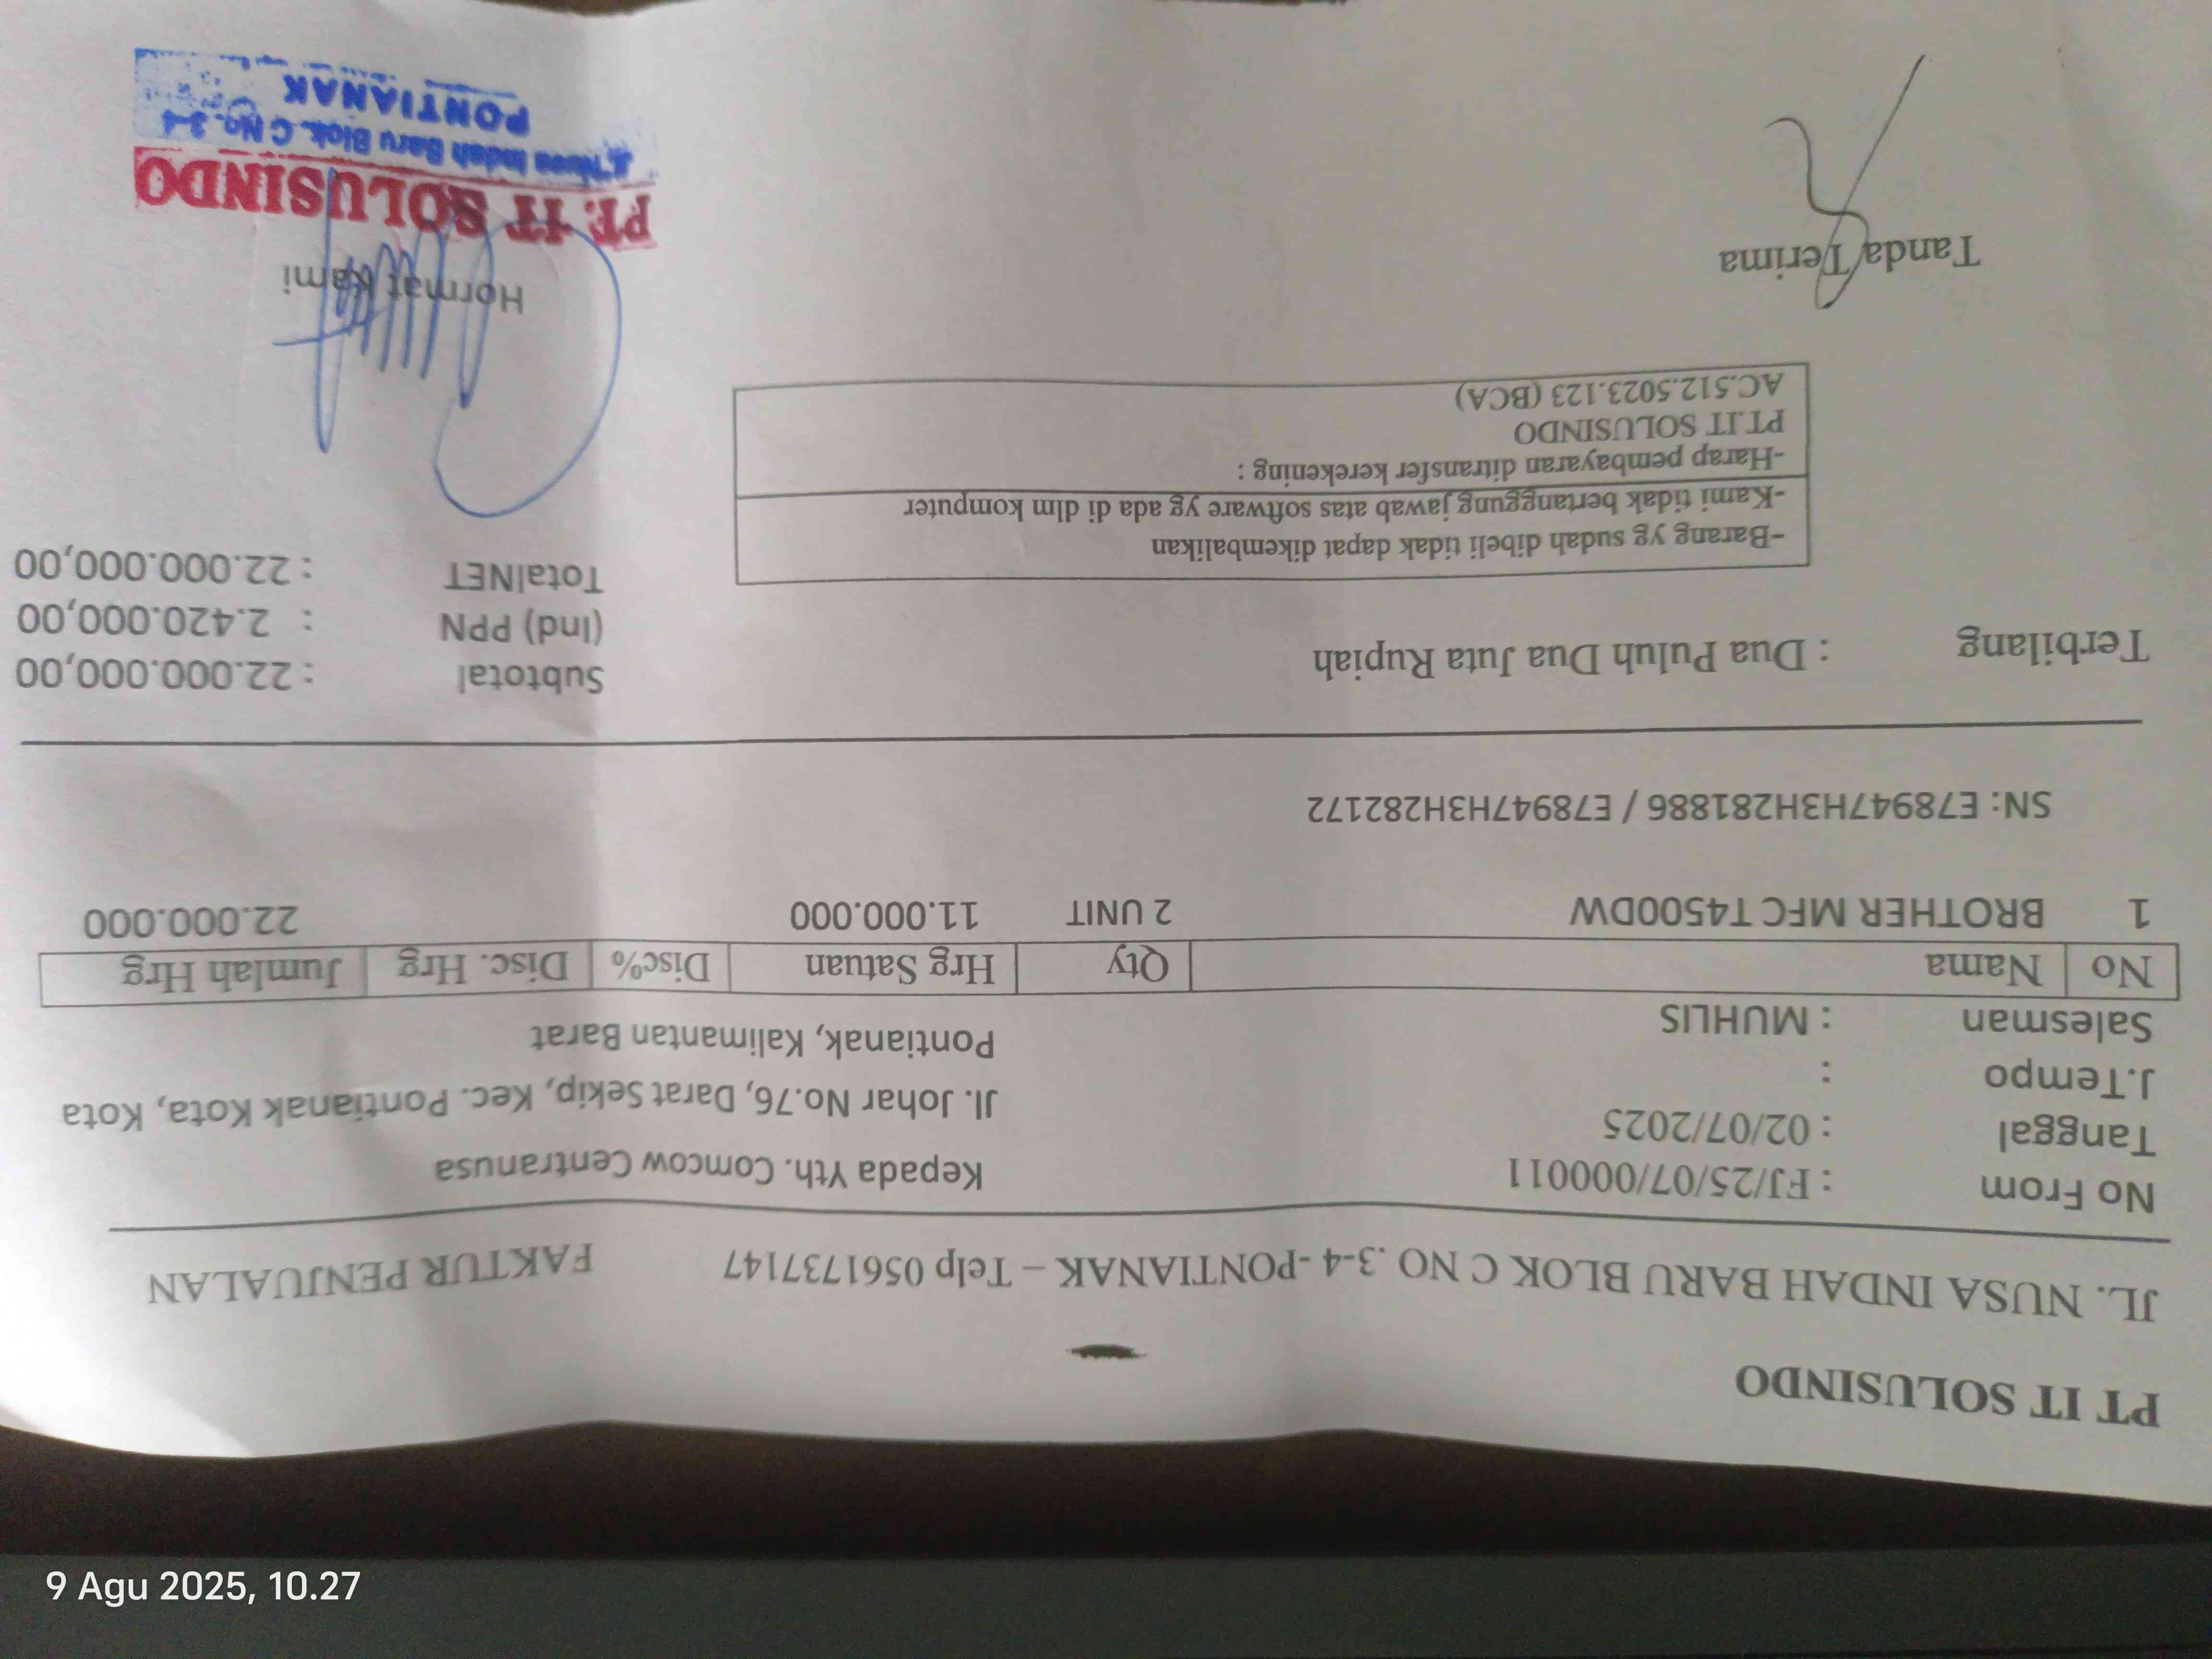 PT IT SOLUSINDO
JL. NUSA INDAH BARU BLOK C NO .3-4 -PONTIANAK – Telp 0561737147 FAKTUR PENJUALAN
No From : FJ/25/07/000011 Kepada Yth. Comcow Centranusa
Tanggal : 02/07/2025 Jl. Johar No.76, Darat Sekip, Kec. Pontianak Kota, Kota
J.Tempo :
Salesman : MUHLIS Pontianak, Kalimantan Barat
No Nama Qty Hrg Satuan Disc% Disc. Hrg Jumlah Hrg
1 BROTHER MFC T4500DW 2 UNIT 11.000.000 22.000.000
SN: E78947H3H281886 / E78947H3H282172
Terbilang : Dua Puluh Dua Juta Rupiah Subtotal : 22.000.000,00
(Ind) PPN : 2.420.000,00
TotalNET : 22.000.000,00
-Barang yg sudah dibeli tidak dapat dikembalikan
-Kami tidak bertanggung jawab atas software yg ada di dlm komputer
-Harap pembayaran ditransfer kerekening :
PT.IT SOLUSINDO
AC.512.5023.123 (BCA)
Tanda Terima Hormat Kami
PT. IT SOLUSINDO
Jl. Nusa Indah Baru Blok. C No. 3-4
PONTIANAK
9 Agu 2025, 10.27